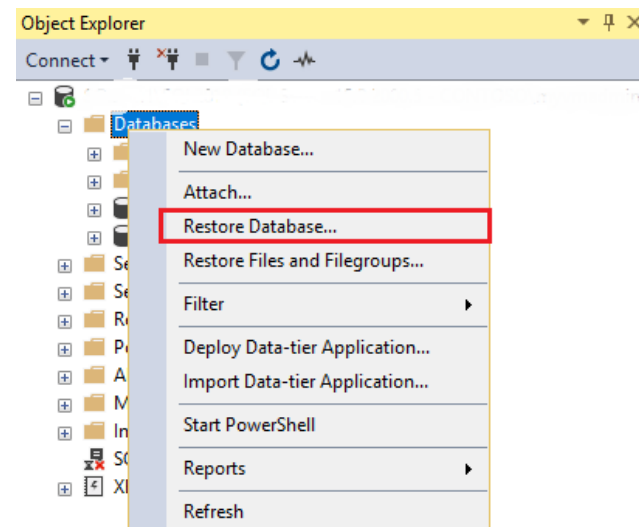 Object Explorer
Connect
Databases
New Database...
Attach...
Restore Database...
Restore Files and Filegroups...
Filter
Deploy Data-tier Application...
Import Data-tier Application...
Start PowerShell
Reports
Refresh